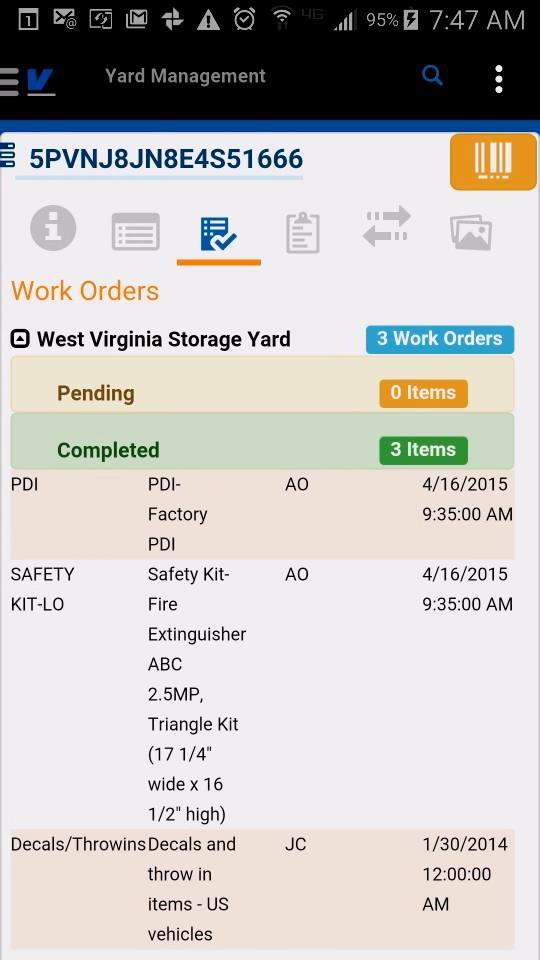 1 4G 95% 7:47 AM
V Yard Management
5PVNJ8JN8E4S51666
Work Orders
West Virginia Storage Yard 3 Work Orders
Pending 0 Items
Completed 3 Items
PDI PDI- AO 4/16/2015
Factory 9:35:00 AM
PDI
SAFETY Safety Kit- AO 4/16/2015
KIT-LO Fire 9:35:00 AM
Extinguisher
ABC
2.5MP,
Triangle Kit
(17 1/4"
wide x 16
1/2" high)
Decals/Throwins Decals and JC 1/30/2014
throw in 12:00:00
items - US AM
vehicles